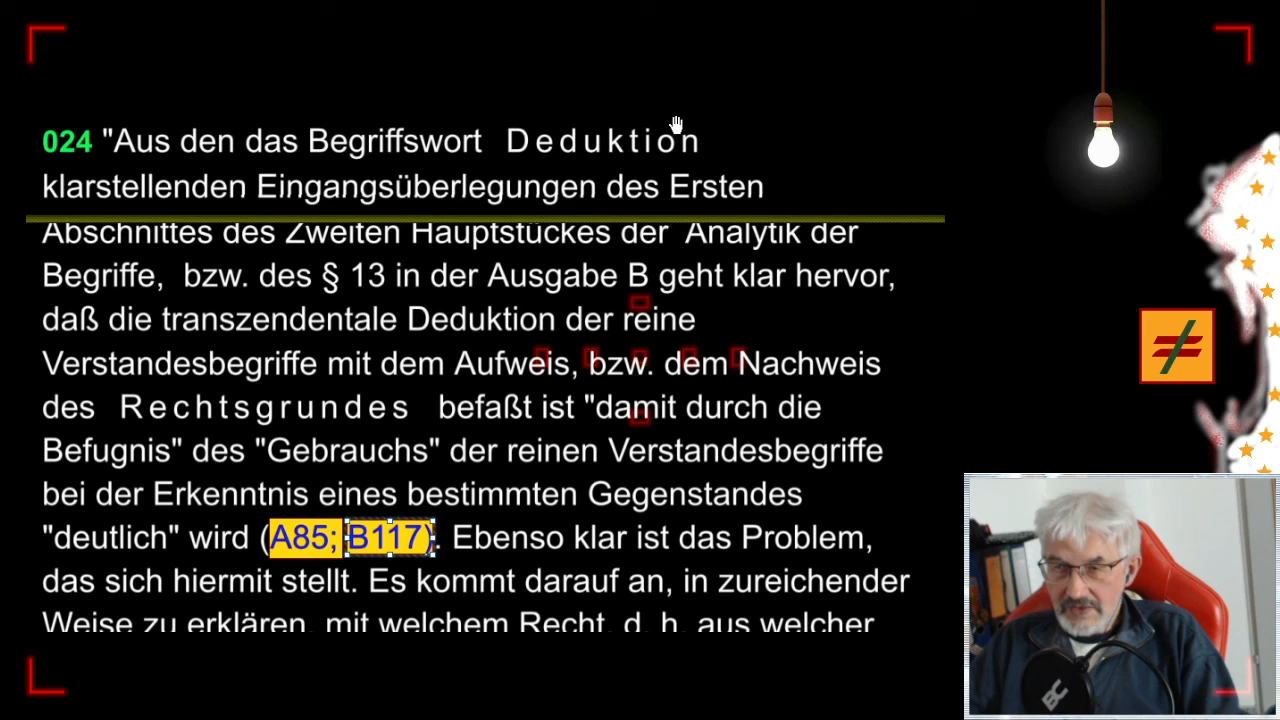 024 "Aus den das Begriffswort D e d u k t i o n
klarstellenden Eingangsüberlegungen des Ersten
Abschnittes des Zweiten Hauptstückes der Analytik der
Begriffe, bzw. des § 13 in der Ausgabe B geht klar hervor,
daß die transzendentale Deduktion der reine
Verstandesbegriffe mit dem Aufweis, bzw. dem Nachweis
des R e c h t s g r u n d e s befaßt ist "damit durch die
Befugnis" des "Gebrauchs" der reinen Verstandesbegriffe
bei der Erkenntnis eines bestimmten Gegenstandes
"deutlich" wird (A85; B117). Ebenso klar ist das Problem,
das sich hiermit stellt. Es kommt darauf an, in zureichender
Weise zu erklären, mit welchem Recht, d. h. aus welcher
≠
BC